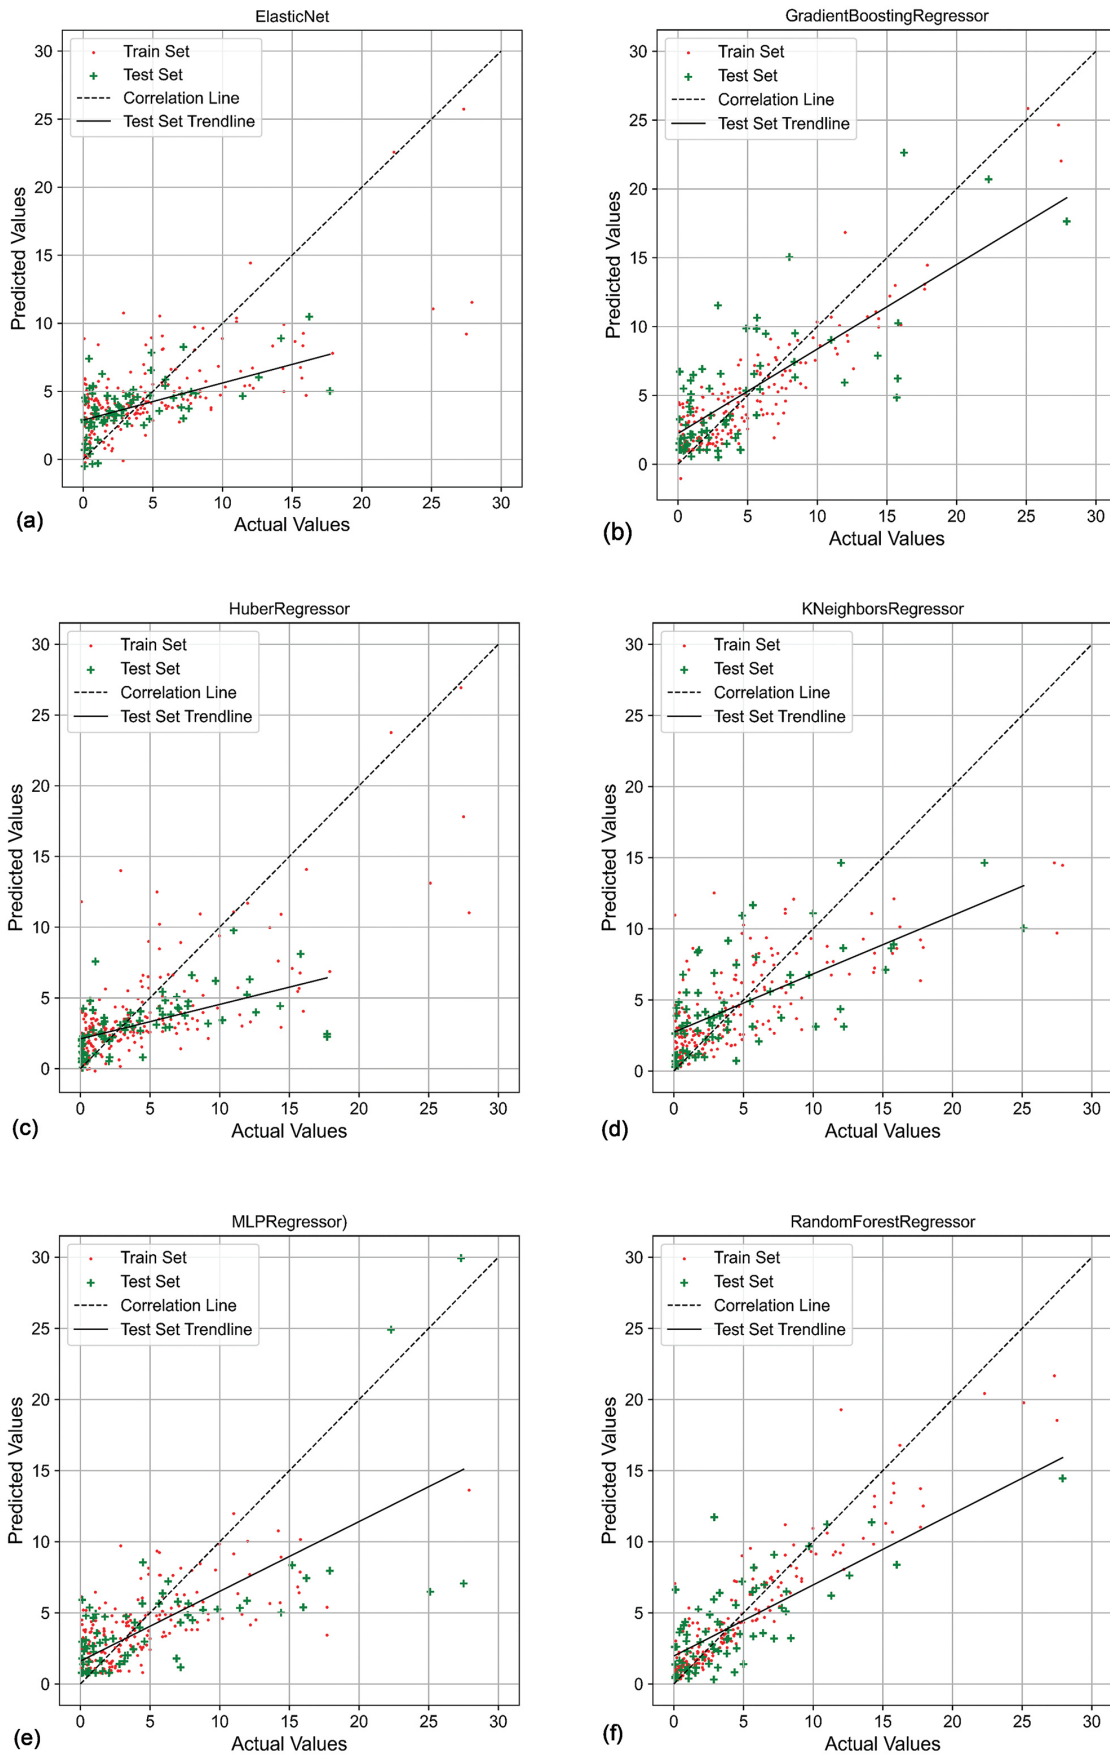 ElasticNet
Train Set
Test Set
Correlation Line
Test Set Trendline
30
25
20
15
10
5
0
Predicted Values
0 5 10 15 20 25 30
Actual Values
(a)
GradientBoostingRegressor
Train Set
Test Set
Correlation Line
Test Set Trendline
30
25
20
15
10
5
0
Predicted Values
0 5 10 15 20 25 30
Actual Values
(b)
HuberRegressor
Train Set
Test Set
Correlation Line
Test Set Trendline
30
25
20
15
10
5
0
Predicted Values
0 5 10 15 20 25 30
Actual Values
(c)
KNeighborsRegressor
Train Set
Test Set
Correlation Line
Test Set Trendline
30
25
20
15
10
5
0
Predicted Values
0 5 10 15 20 25 30
Actual Values
(d)
MLPRegressor)
Train Set
Test Set
Correlation Line
Test Set Trendline
30
25
20
15
10
5
0
Predicted Values
0 5 10 15 20 25 30
Actual Values
(e)
RandomForestRegressor
Train Set
Test Set
Correlation Line
Test Set Trendline
30
25
20
15
10
5
0
Predicted Values
0 5 10 15 20 25 30
Actual Values
(f)